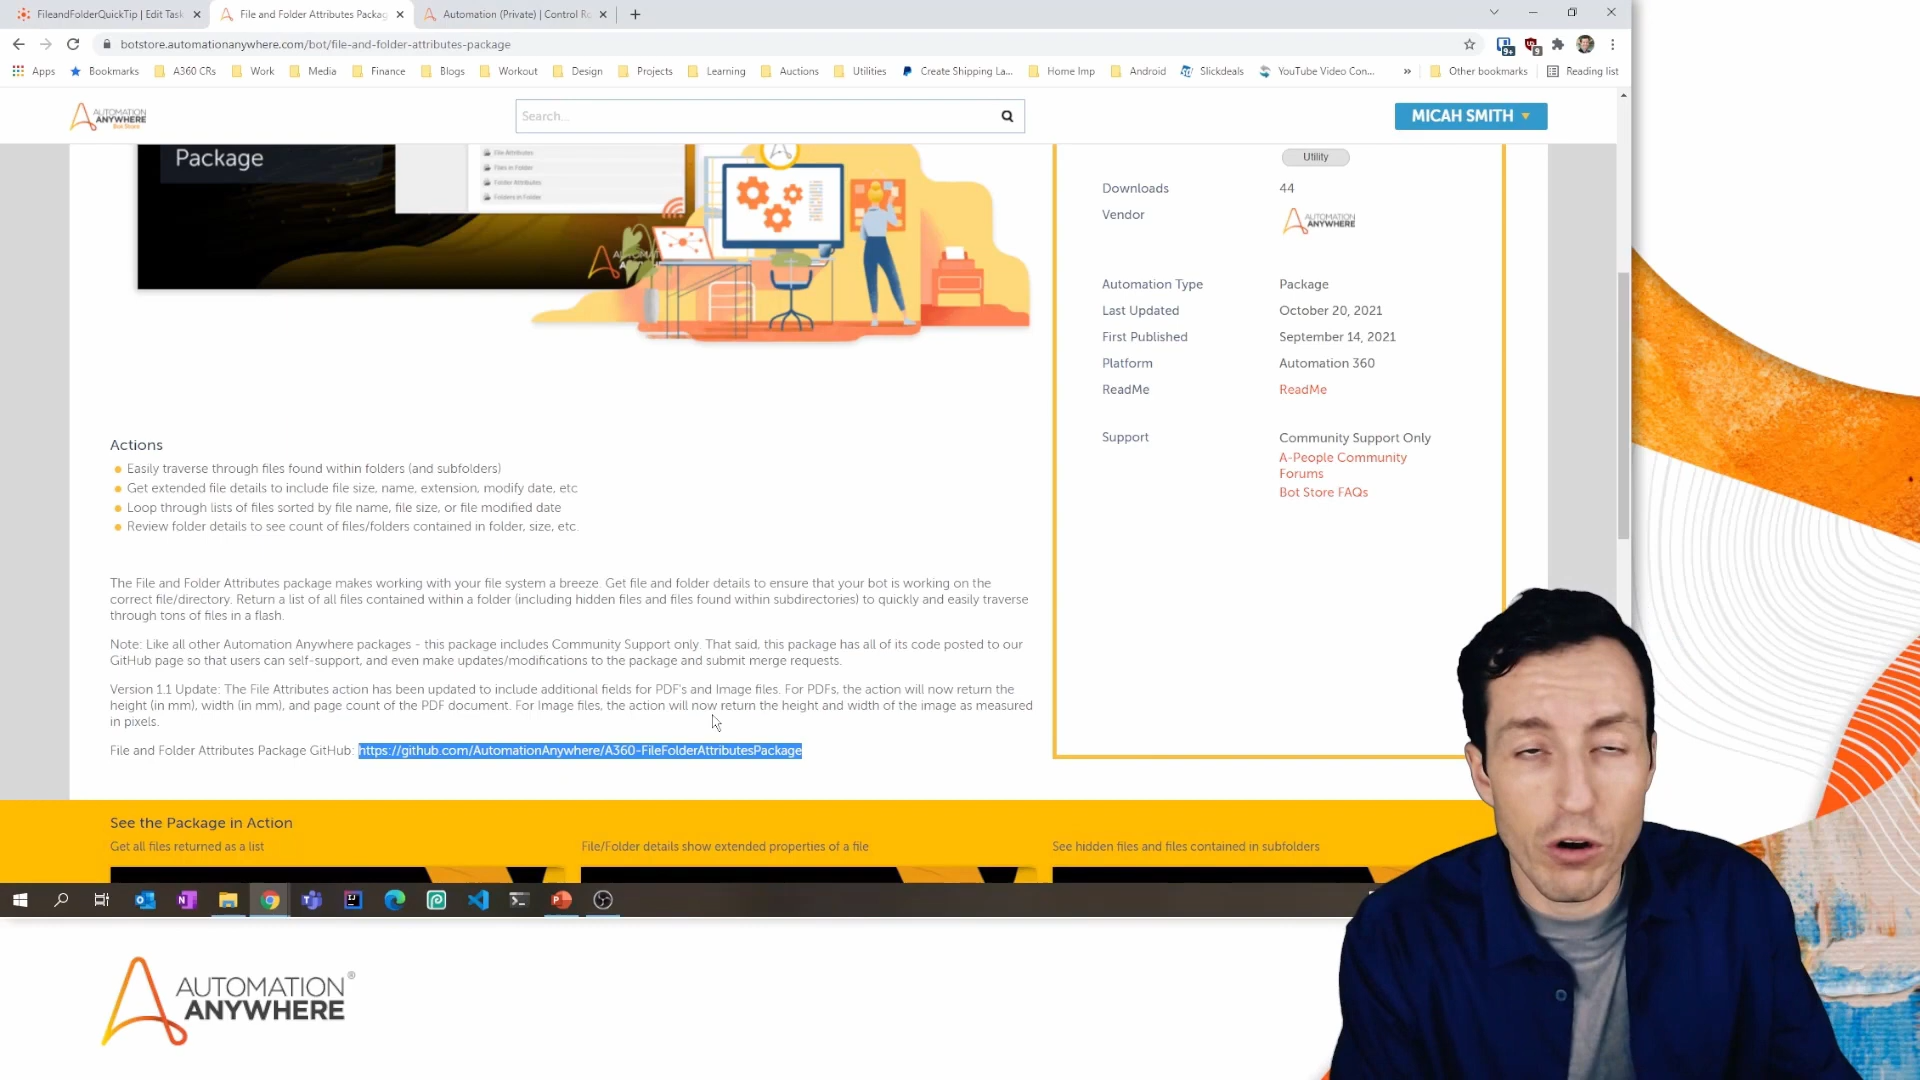 FileandFolderQuickTip | Edit Task
File and Folder Attributes Packag
Automation (Private) | Control Ro
botstore.automationanywhere.com/bot/file-and-folder-attributes-package
Apps
Bookmarks
A360 CRs
Work
Media
Finance
Blogs
Workout
Design
Projects
Learning
Auctions
Utilities
Create Shipping La...
Home Imp
Android
Slickdeals
YouTube Video Con...
Other bookmarks
Reading list
AUTOMATION
ANYWHERE
Bot Store
Search...
MICAH SMITH
Package
File Attributes
Files in Folder
Folder Attributes
Folders in Folder
Utility
Downloads 44
Vendor AUTOMATION
ANYWHERE
Automation Type Package
Last Updated October 20, 2021
First Published September 14, 2021
Platform Automation 360
ReadMe ReadMe
Support Community Support Only
A-People Community
Forums
Bot Store FAQs
Actions
Easily traverse through files found within folders (and subfolders)
Get extended file details to include file size, name, extension, modify date, etc
Loop through lists of files sorted by file name, file size, or file modified date
Review folder details to see count of files/folders contained in folder, size, etc.
The File and Folder Attributes package makes working with your file system a breeze. Get file and folder details to ensure that your bot is working on the
correct file/directory. Return a list of all files contained within a folder (including hidden files and files found within subdirectories) to quickly and easily traverse
through tons of files in a flash.
Note: Like all other Automation Anywhere packages - this package includes Community Support only. That said, this package has all of its code posted to our
GitHub page so that users can self-support, and even make updates/modifications to the package and submit merge requests.
Version 1.1 Update: The File Attributes action has been updated to include additional fields for PDF's and Image files. For PDFs, the action will now return the
height (in mm), width (in mm), and page count of the PDF document. For Image files, the action will now return the height and width of the image as measured
in pixels.
File and Folder Attributes Package GitHub: https://github.com/AutomationAnywhere/A360-FileFolderAttributesPackage
See the Package in Action
Get all files returned as a list
File/Folder details show extended properties of a file
See hidden files and files contained in subfolders
AUTOMATION
ANYWHERE